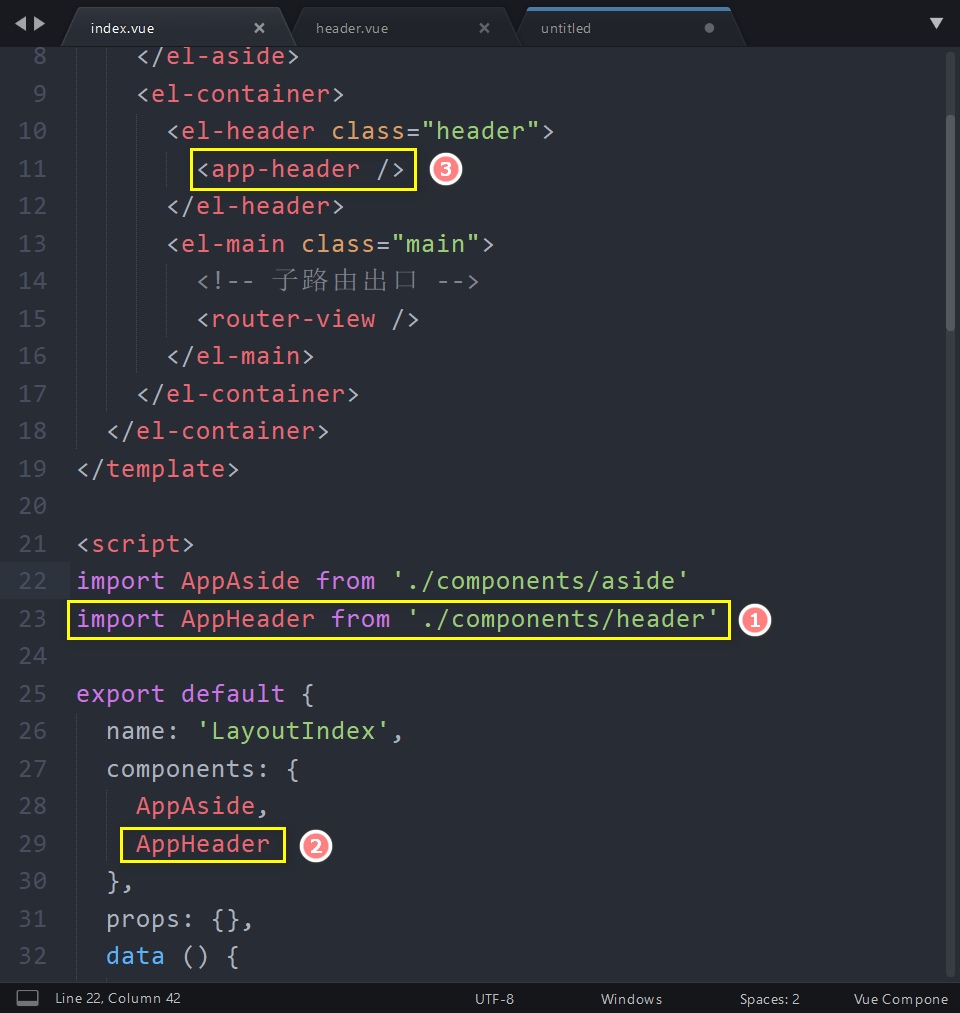 index.vue header.vue untitled
8 </el-aside>
9 <el-container>
10 <el-header class="header">
11 <app-header /> 3
12 </el-header>
13 <el-main class="main">
14 <!-- 子路由出口 -->
15 <router-view />
16 </el-main>
17 </el-container>
18 </el-container>
19 </template>
20
21 <script>
22 import AppAside from './components/aside'
23 import AppHeader from './components/header' 1
24
25 export default {
26 name: 'LayoutIndex',
27 components: {
28 AppAside,
29 AppHeader 2
30 },
31 props: {},
32 data () {
Line 22, Column 42 UTF-8 Windows Spaces: 2 Vue Compone